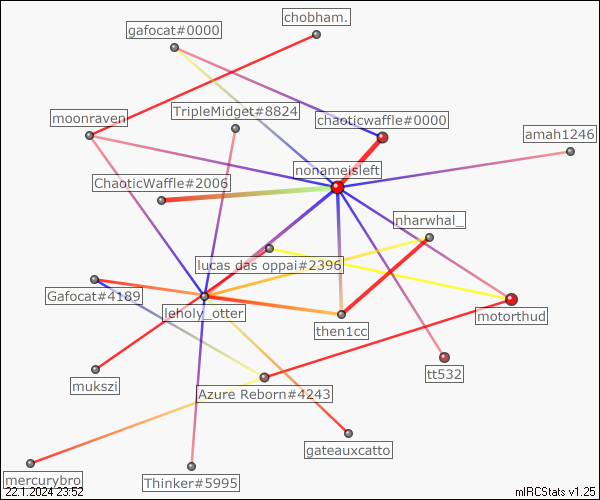 chobham.
gafocat#0000
moonraven
TripleMidget#8824
chaoticwaffle#0000
amah1246
nonameisleft
ChaoticWaffle#2006
nharwhal_
lucas das oppai#2396
Gafocat#4189
leholy_otter
then1cc
motorthud
mukszi
Azure Reborn#4243
tt532
gateauxcatto
mercurybro
Thinker#5995
22.1.2024 23:52
mIRCStats v1.25